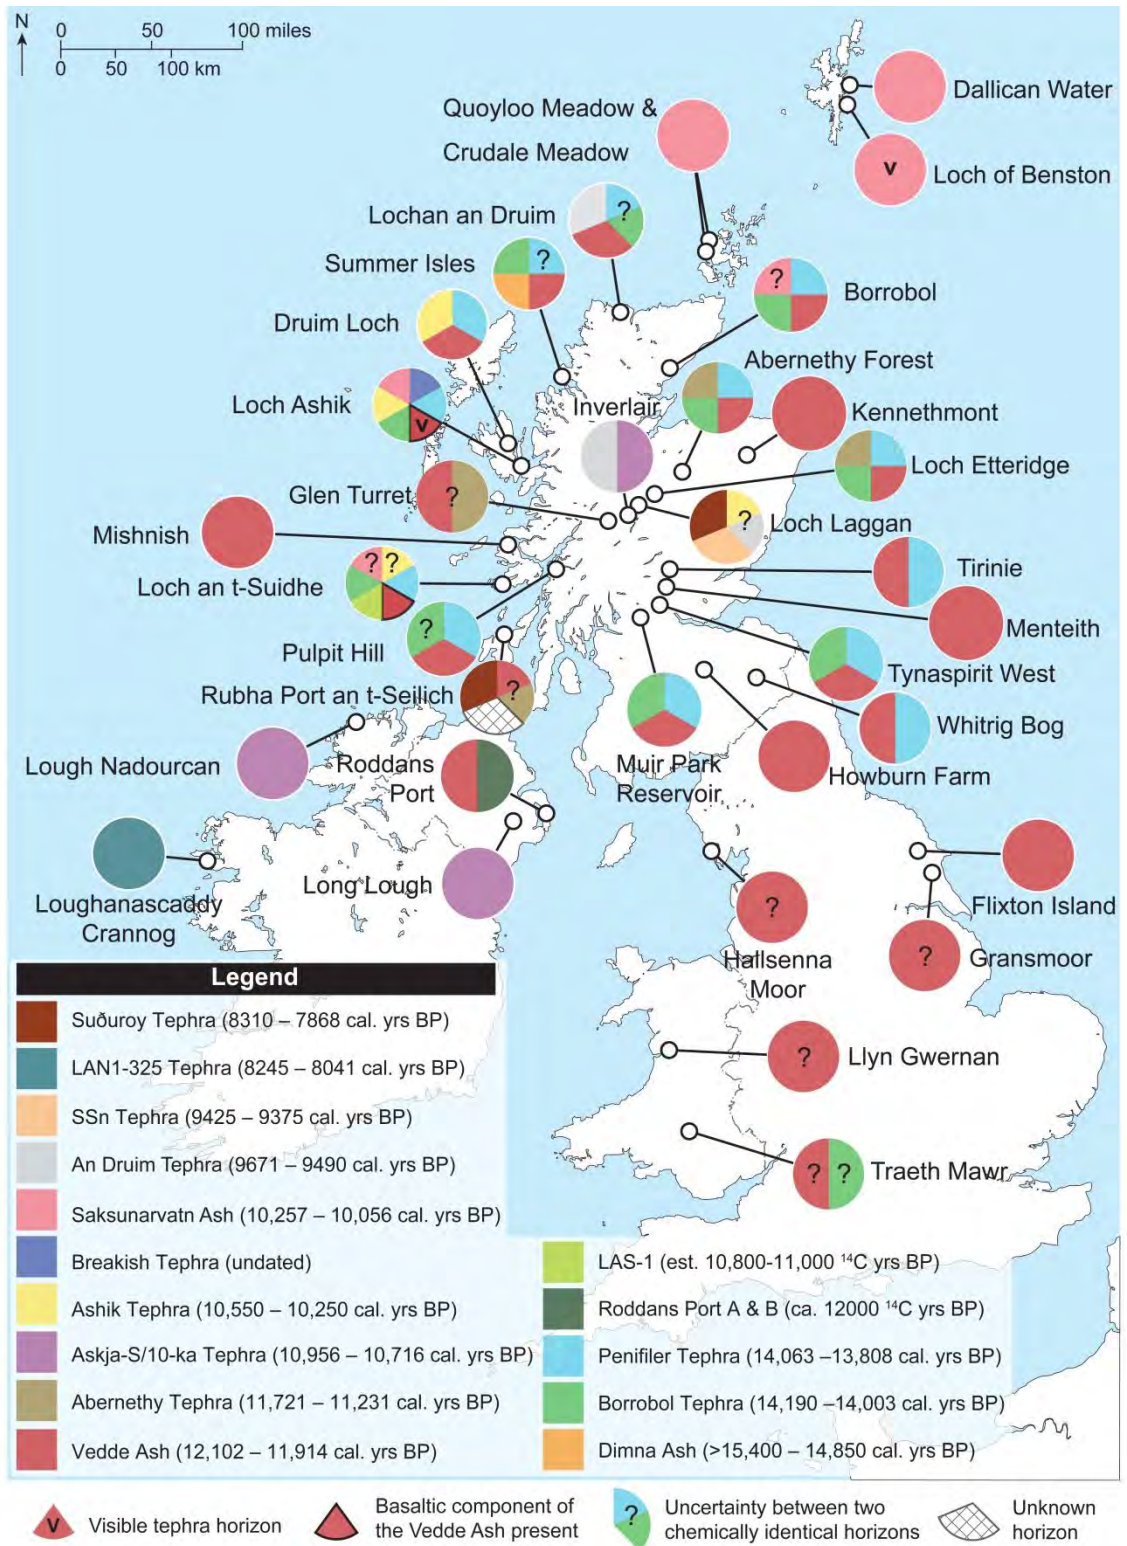 N
0 50 100 miles
0 50 100 km
Dallican Water
Quoyloo Meadow &
Crudale Meadow
v
Loch of Benston
Lochan an Druim
?
Summer Isles
?
?
Borrobol
Druim Loch
Abernethy Forest
Loch Ashik
v
Inverlair
Kennethmont
Glen Turret
?
Loch Etteridge
Mishnish
?
Loch Laggan
Loch an t-Suidhe
? ?
Tirinie
Menteith
Pulpit Hill
?
Tynaspirit West
Rubha Port an t-Seilich
?
Whitrig Bog
Lough Nadourcan
Roddans
Port
Muir Park
Reservoir
Howburn Farm
Long Lough
Loughanascaddy
Crannog
Flixton Island
?
Hallsenna
Moor
?
Gransmoor
?
Llyn Gwernan
? ?
Traeth Mawr
Legend
Suðuroy Tephra (8310 – 7868 cal. yrs BP)
LAN1-325 Tephra (8245 – 8041 cal. yrs BP)
SSn Tephra (9425 – 9375 cal. yrs BP)
An Druim Tephra (9671 – 9490 cal. yrs BP)
Saksunarvatn Ash (10,257 – 10,056 cal. yrs BP)
Breakish Tephra (undated)
Ashik Tephra (10,550 – 10,250 cal. yrs BP)
Askja-S/10-ka Tephra (10,956 – 10,716 cal. yrs BP)
Abernethy Tephra (11,721 – 11,231 cal. yrs BP)
Vedde Ash (12,102 – 11,914 cal. yrs BP)
LAS-1 (est. 10,800-11,000 ¹⁴C yrs BP)
Roddans Port A & B (ca. 12000 ¹⁴C yrs BP)
Penifiler Tephra (14,063 –13,808 cal. yrs BP)
Borrobol Tephra (14,190 –14,003 cal. yrs BP)
Dimna Ash (>15,400 – 14,850 cal. yrs BP)
v
Visible tephra horizon
Basaltic component of
the Vedde Ash present
?
Uncertainty between two
chemically identical horizons
Unknown
horizon